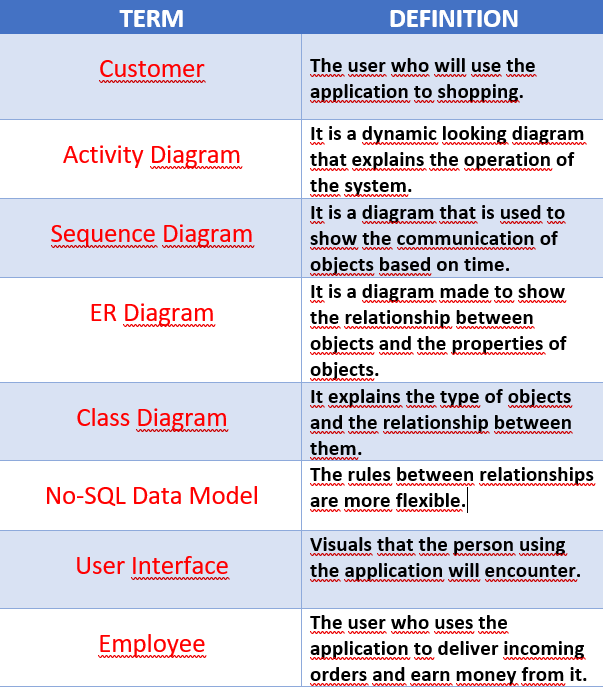 TERM DEFINITION
Customer
The user who will use the
application to shopping.
Activity Diagram
It is a dynamic looking diagram
that explains the operation of
the system.
Sequence Diagram
It is a diagram that is used to
show the communication of
objects based on time.
ER Diagram
It is a diagram made to show
the relationship between
objects and the properties of
objects.
Class Diagram
It explains the type of objects
and the relationship between
them.
No-SQL Data Model
The rules between relationships
are more flexible.
User Interface
Visuals that the person using
the application will encounter.
Employee
The user who uses the
application to deliver incoming
orders and earn money from it.